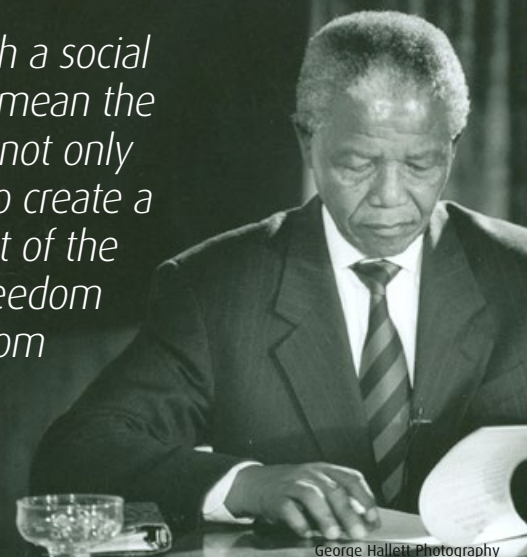 h a social
mean the
not only
o create a
t of the
eedom
om
George Hallett Photography